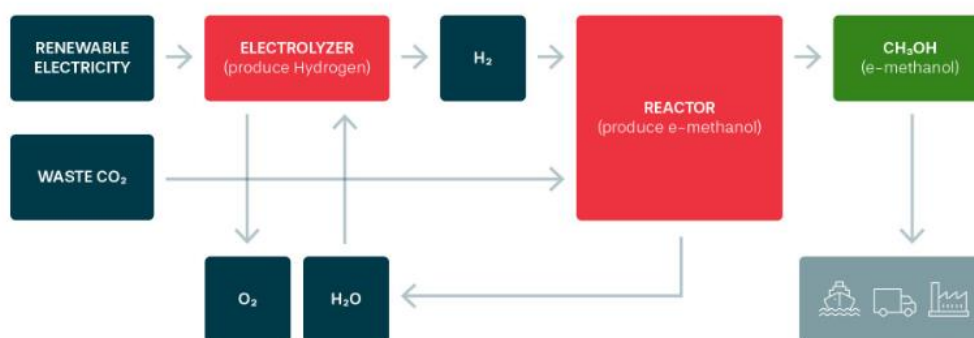 RENEWABLE
ELECTRICITY
ELECTROLYZER
(produce Hydrogen)
H₂
REACTOR
(produce e-methanol)
CH₃OH
(e-methanol)
WASTE CO₂
O₂
H₂O